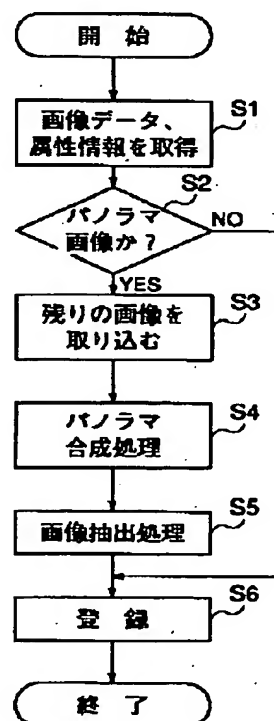 開 始
S1
画像データ、
属性情報を取得
S2
パノラマ
画像か?
NO
YES
S3
残りの画像を
取り込む
S4
パノラマ
合成処理
S5
画像抽出処理
S6
登 録
終 了